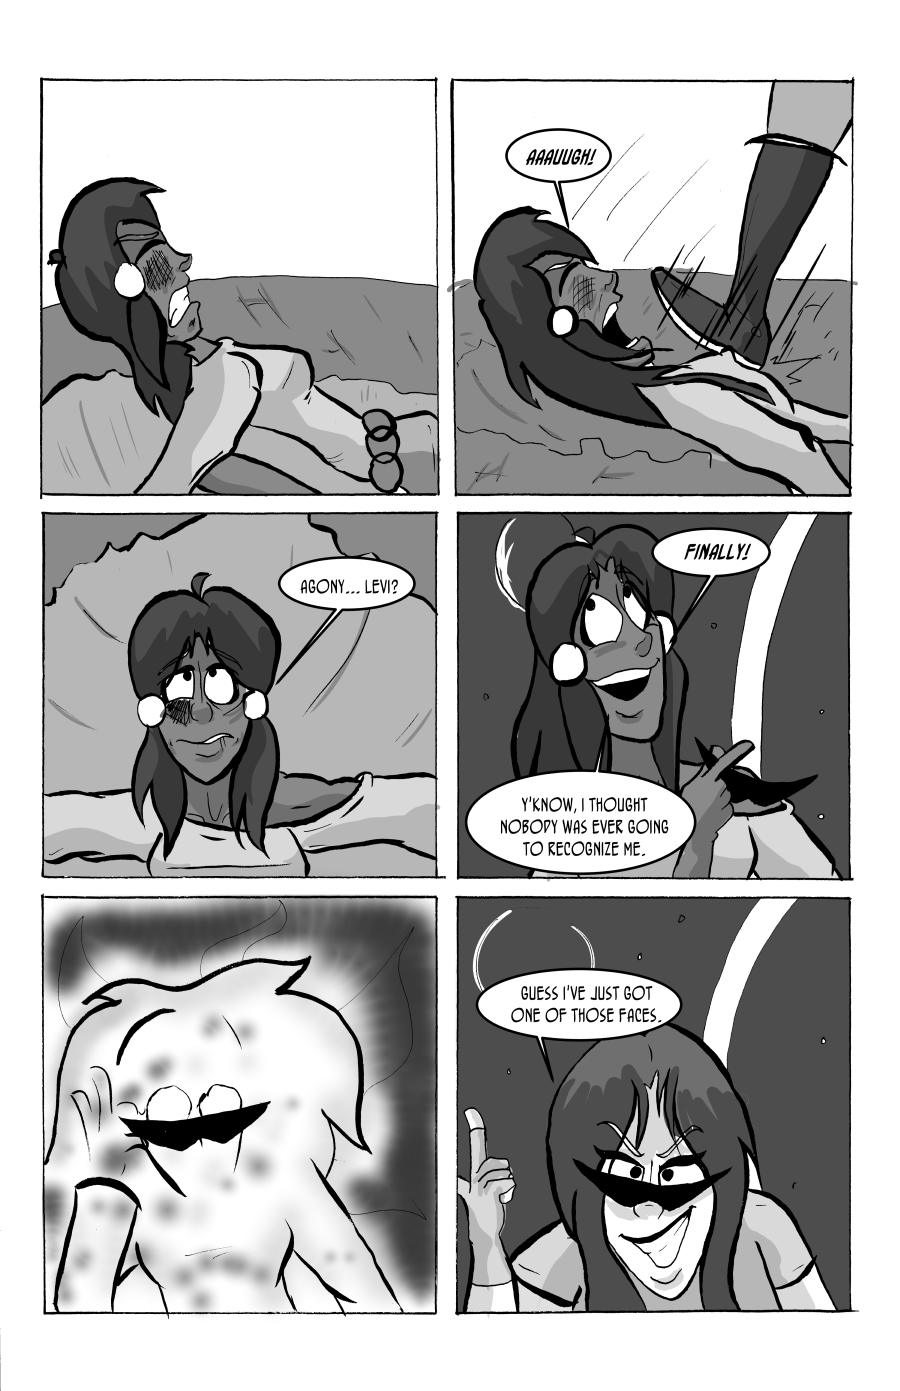 AAAUUGH!
AGONY... LEVI?
FINALLY!
Y'KNOW, I THOUGHT
NOBODY WAS EVER GOING
TO RECOGNIZE ME.
GUESS I'VE JUST GOT
ONE OF THOSE FACES.